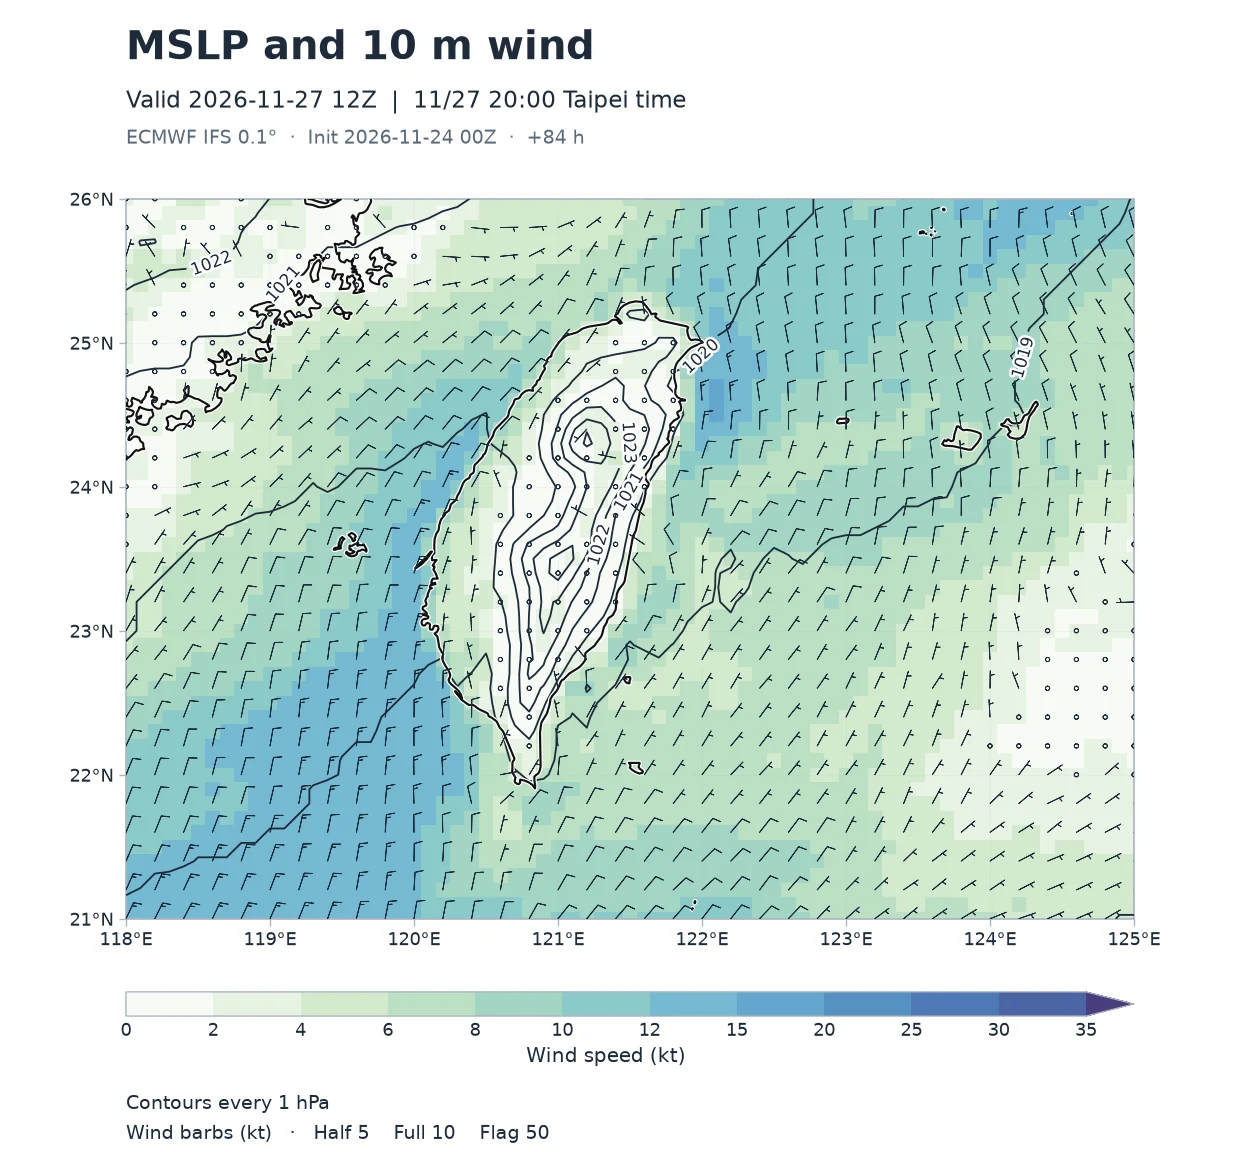 MSLP and 10 m wind
Valid 2026-11-27 12Z | 11/27 20:00 Taipei time
ECMWF IFS 0.1° · Init 2026-11-24 00Z · +84 h
26°N
25°N
24°N
23°N
22°N
21°N
1022
1021
1020
1019
1023
1021
1022
118°E 119°E 120°E 121°E 122°E 123°E 124°E 125°E
0 2 4 6 8 10 12 15 20 25 30 35
Wind speed (kt)
Contours every 1 hPa
Wind barbs (kt) · Half 5 Full 10 Flag 50